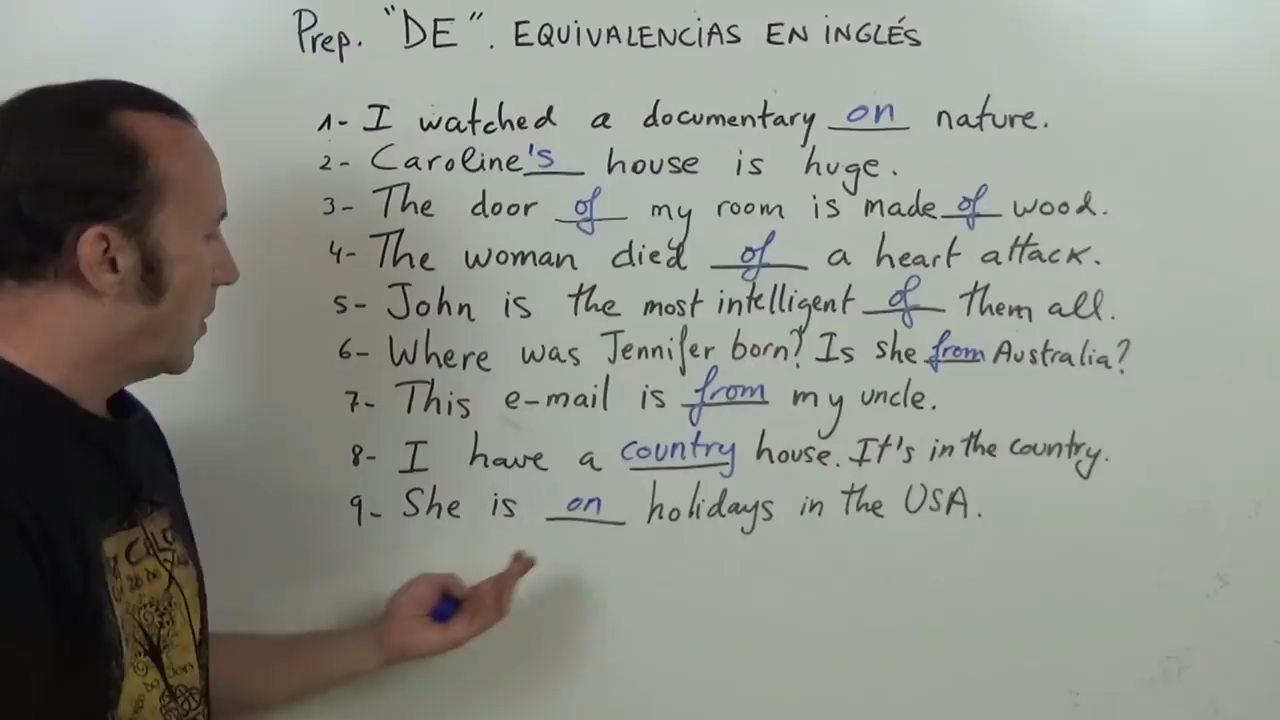 Prep. "DE". EQUIVALENCIAS EN INGLÉS
1- I watched a documentary on nature.
2- Caroline's house is huge.
3- The door of my room is made of wood.
4- The woman died of a heart attack.
5- John is the most intelligent of them all.
6- Where was Jennifer born? Is she from Australia?
7- This e-mail is from my uncle.
8- I have a country house. It's in the country.
9- She is on holidays in the USA.